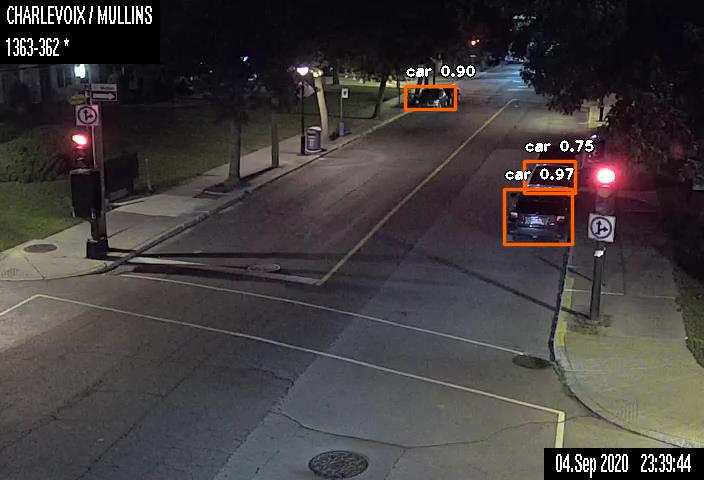 CHARLEVOIX / MULLINS
1363-362 *
car 0.90
car 0.75
car 0.97
04.Sep 2020 23:39:44